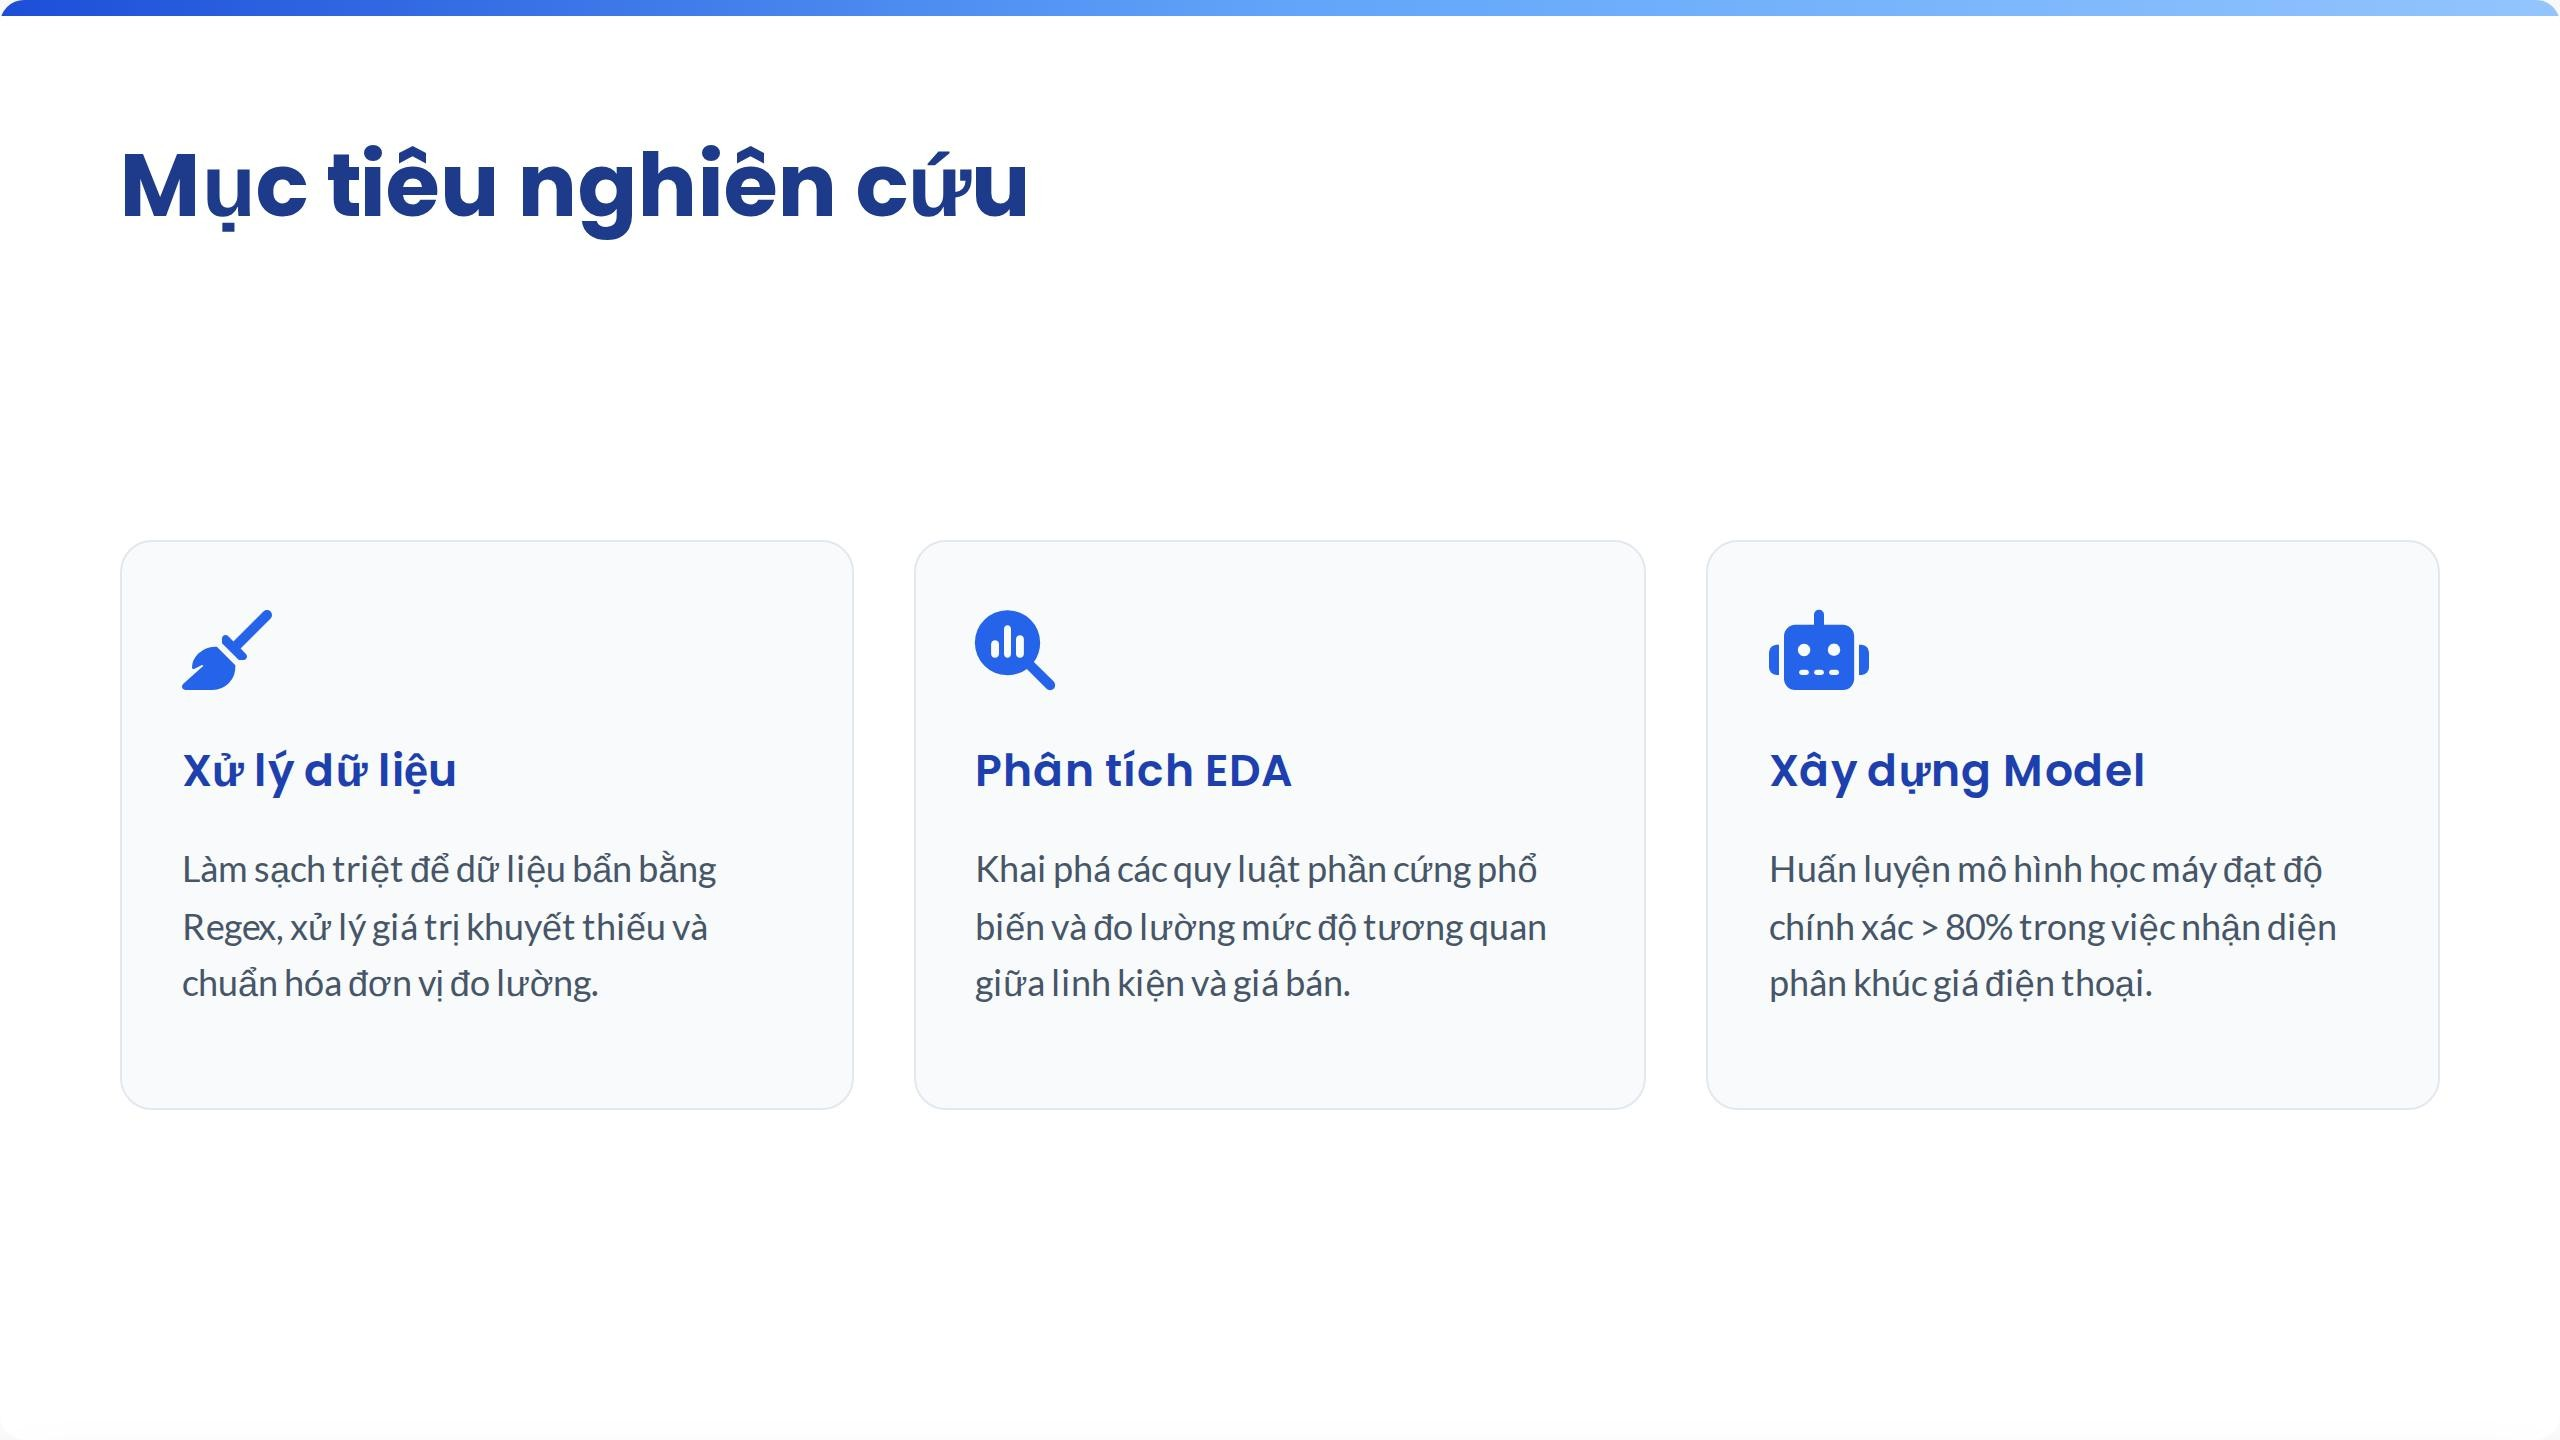 Mục tiêu nghiên cứu
Xử lý dữ liệu
Làm sạch triệt để dữ liệu bẩn bằng
Regex, xử lý giá trị khuyết thiếu và
chuẩn hóa đơn vị đo lường.
Phân tích EDA
Khai phá các quy luật phần cứng phổ
biến và đo lường mức độ tương quan
giữa linh kiện và giá bán.
Xây dựng Model
Huấn luyện mô hình học máy đạt độ
chính xác > 80% trong việc nhận diện
phân khúc giá điện thoại.